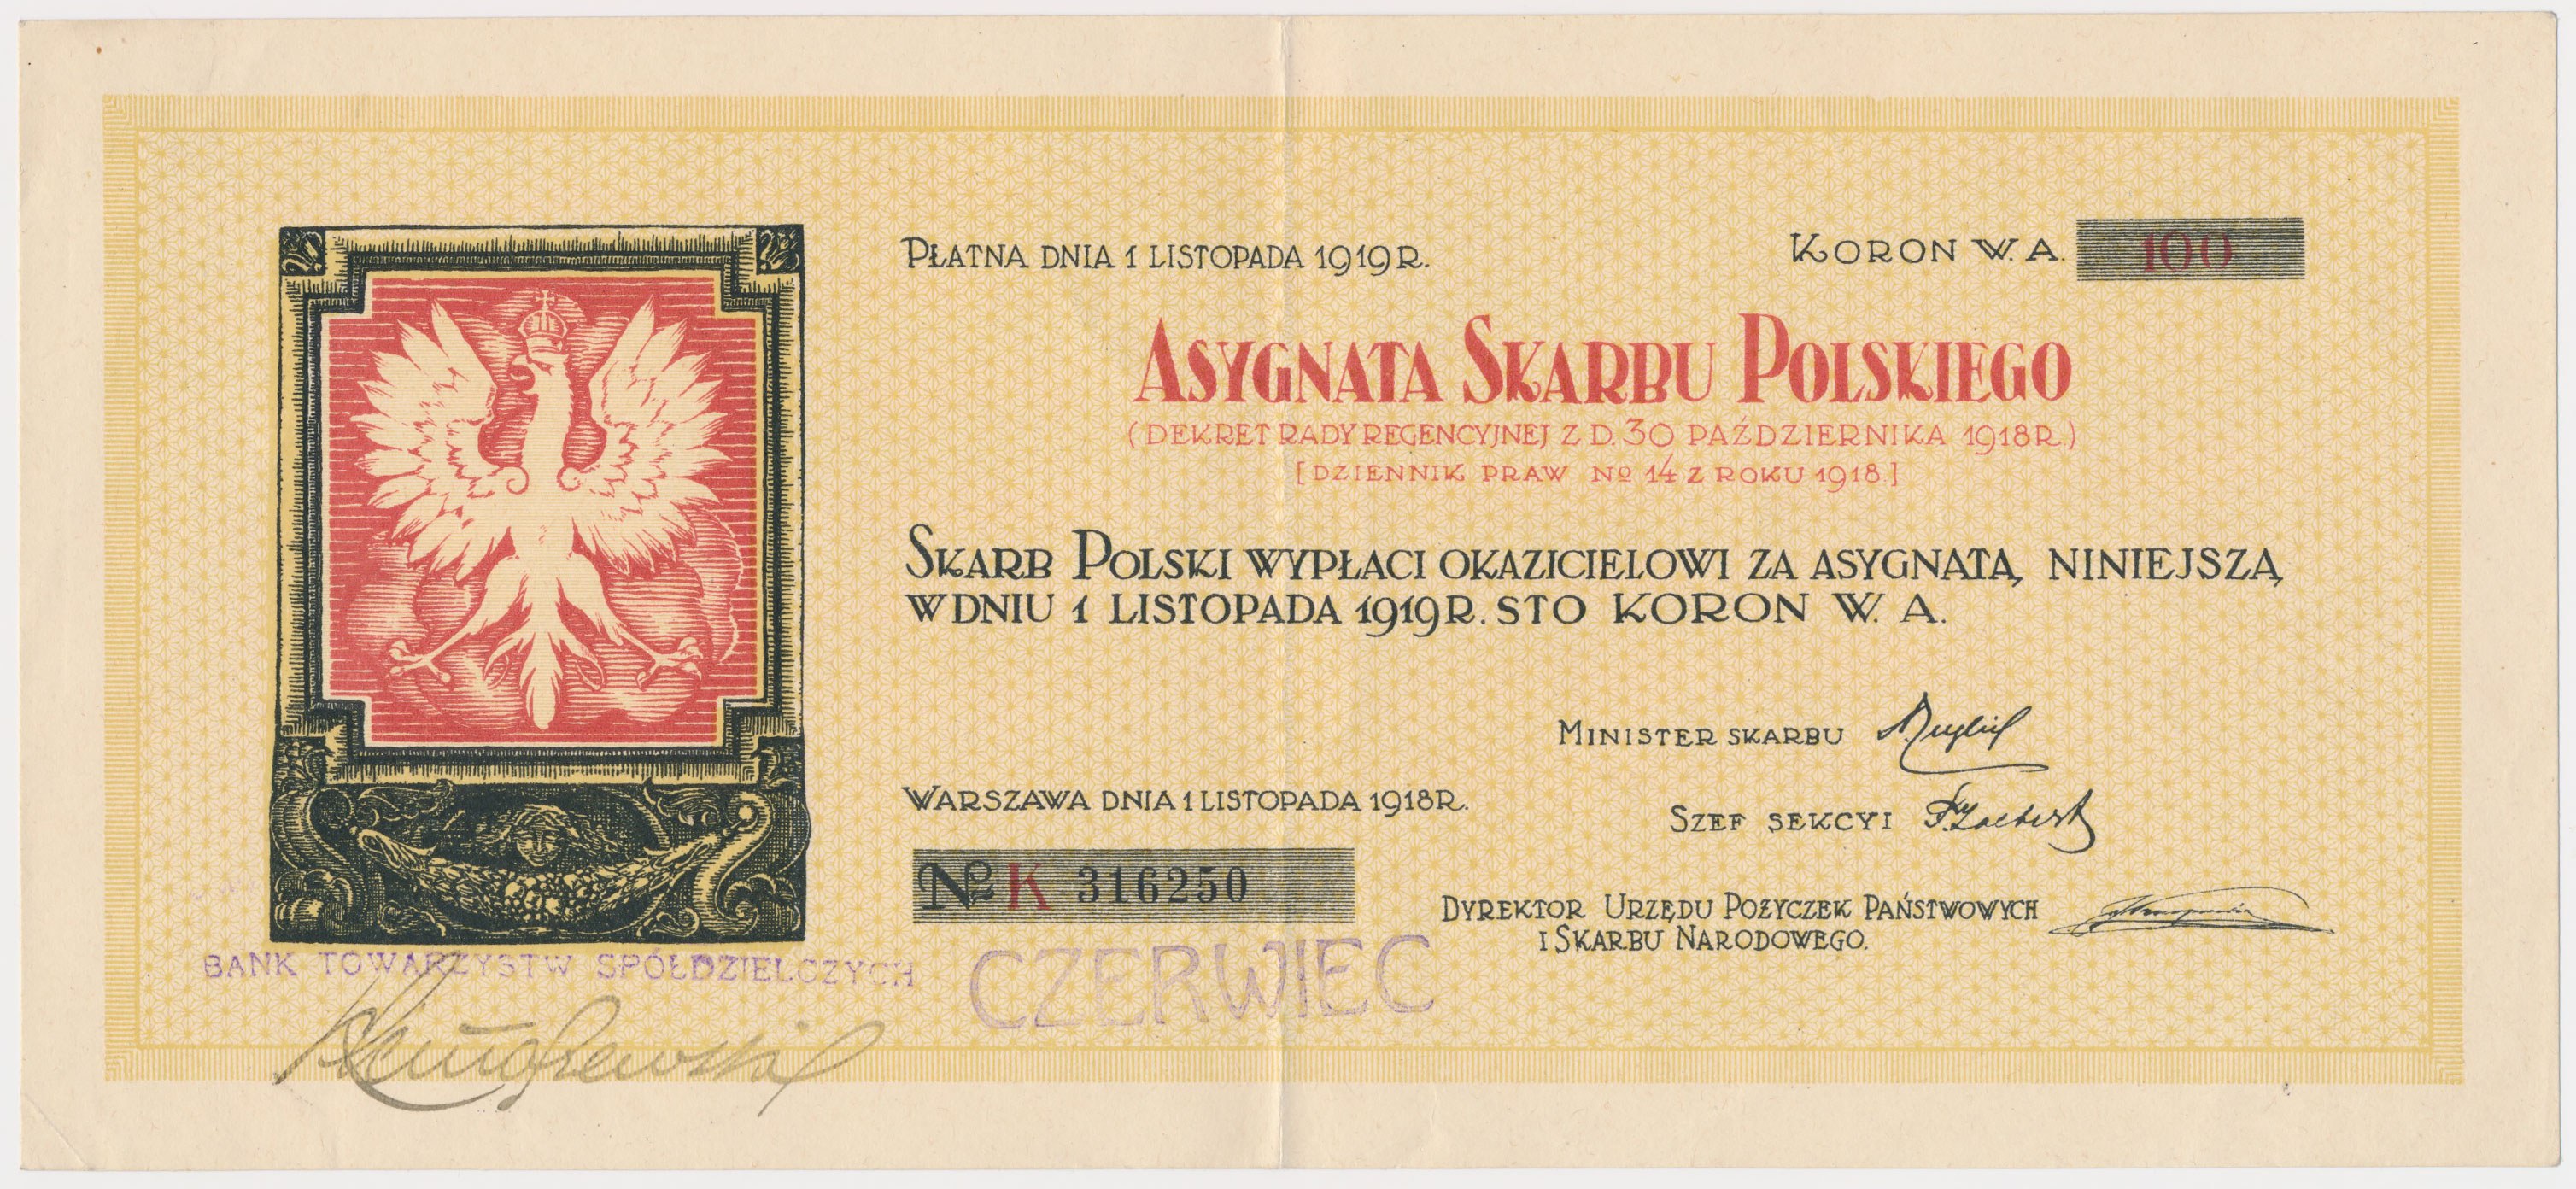 PŁATNA DNIA 1 LISTOPADA 1919 R.
KORON W. A. 100
ASYGNATA SKARBU POLSKIEGO
(DEKRET RADY REGENCYJNEJ Z D. 30 PAŹDZIERNIKA 1918 R.)
[DZIENNIK PRAW No 14 Z ROKU 1918.]
SKARB POLSKI WYPŁACI OKAZICIELOWI ZA ASYGNATĄ NINIEJSZĄ
W DNIU 1 LISTOPADA 1919 R. STO KORON W. A.
MINISTER SKARBU
WARSZAWA DNIA 1 LISTOPADA 1918 R.
SZEF SEKCYI
No K 316250
DYREKTOR URZĘDU POŻYCZEK PAŃSTWOWYCH
I SKARBU NARODOWEGO.
BANK TOWARZYSTW SPÓŁDZIELCZYCH
CZERWIEC